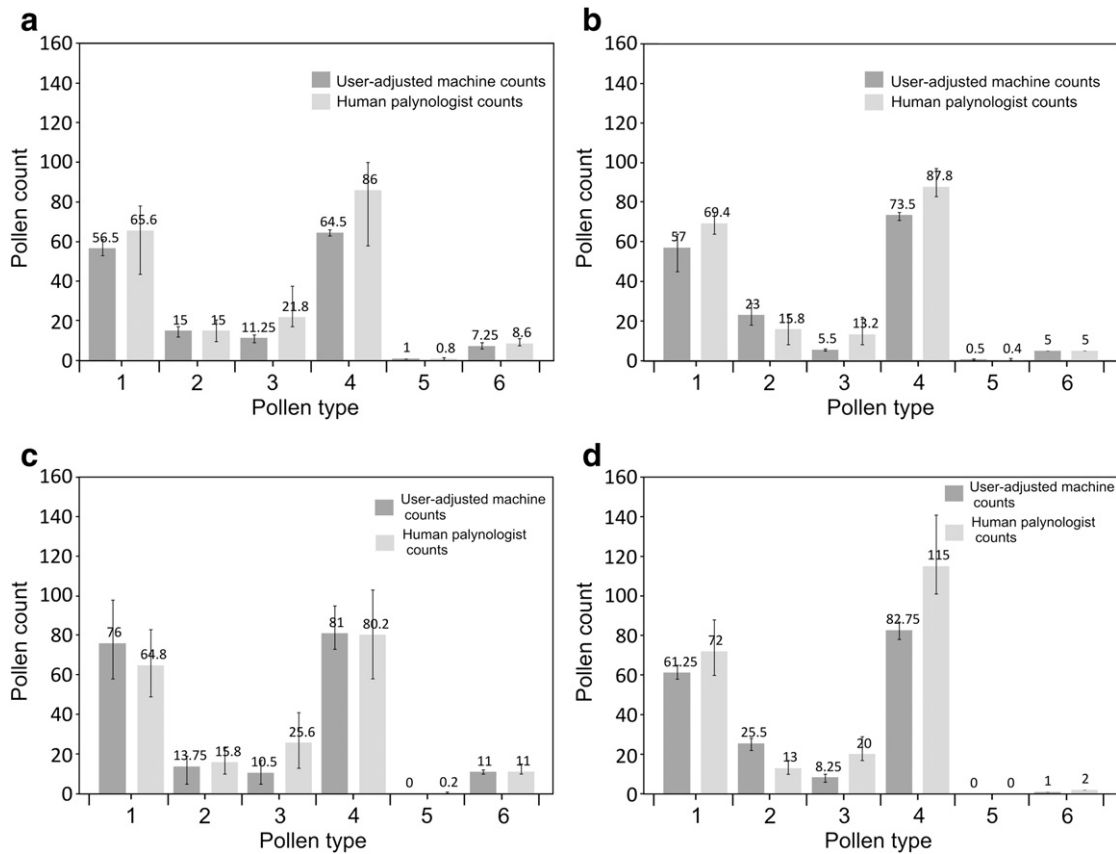 a
160
140
120
100
80
60
40
20
0
Pollen count
User-adjusted machine counts
Human palynologist counts
56.5 65.6 15 15 11.25 21.8 64.5 86 1 0.8 7.25 8.6
1 2 3 4 5 6
Pollen type
b
160
140
120
100
80
60
40
20
0
Pollen count
User-adjusted machine counts
Human palynologist counts
57 69.4 23 15.8 5.5 13.2 73.5 87.8 0.5 0.4 5 5
1 2 3 4 5 6
Pollen type
c
160
140
120
100
80
60
40
20
0
Pollen count
User-adjusted machine
counts
Human palynologist
counts
76 64.8 13.75 15.8 10.5 25.6 81 80.2 0 0.2 11 11
1 2 3 4 5 6
Pollen type
d
160
140
120
100
80
60
40
20
0
Pollen count
User-adjusted machine
counts
Human palynologist
counts
61.25 72 25.5 13 8.25 20 82.75 115 0 0 1 2
1 2 3 4 5 6
Pollen type